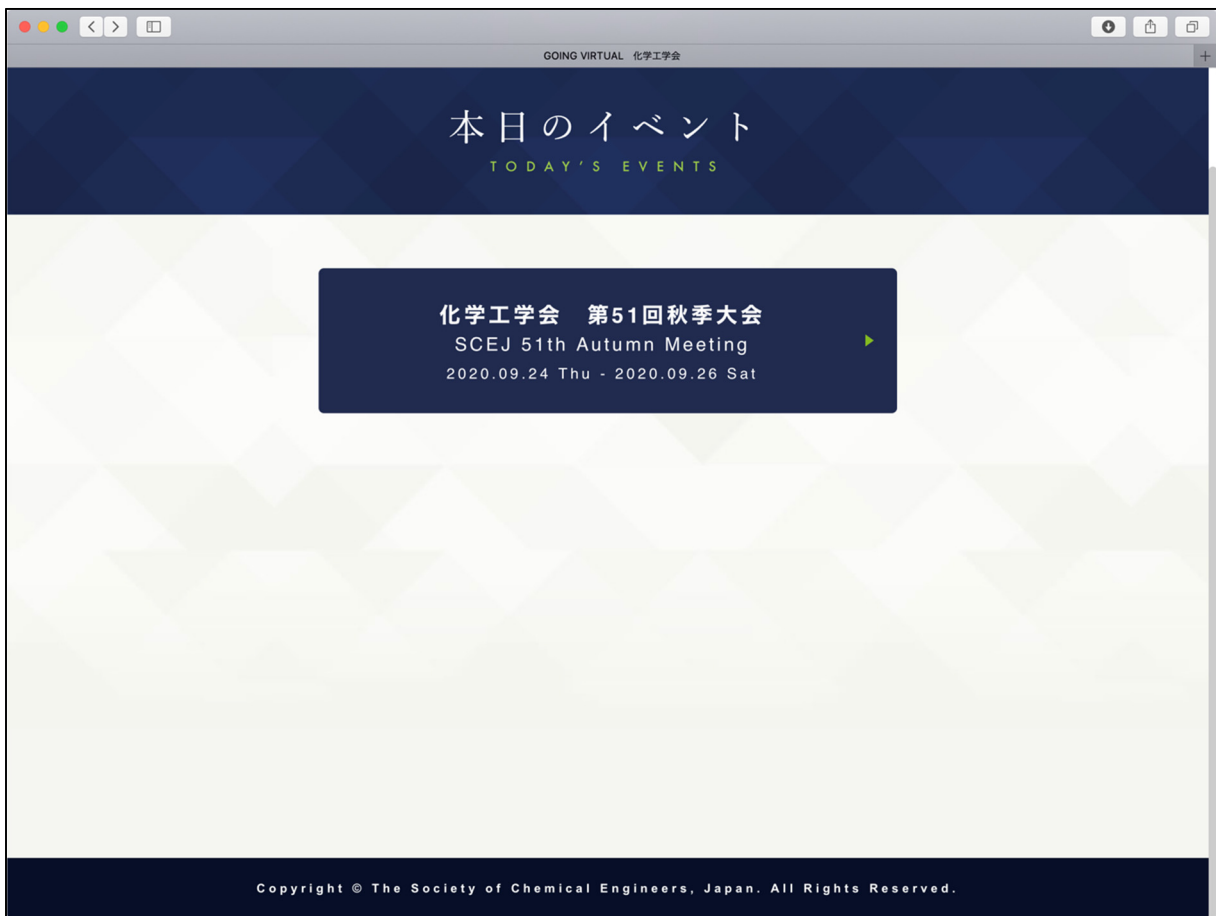 GOING VIRTUAL 化学工学会
本日のイベント
TODAY'S EVENTS
化学工学会　第51回秋季大会
SCEJ 51th Autumn Meeting
2020.09.24 Thu - 2020.09.26 Sat
Copyright © The Society of Chemical Engineers, Japan. All Rights Reserved.